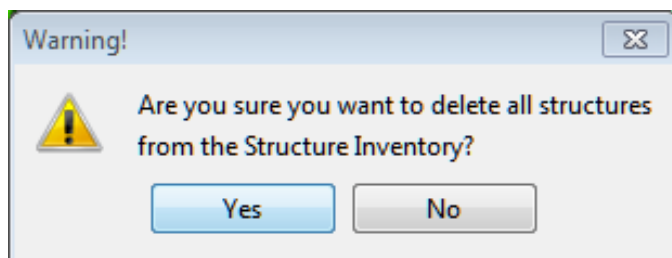 Warning!
Are you sure you want to delete all structures
from the Structure Inventory?
Yes
No